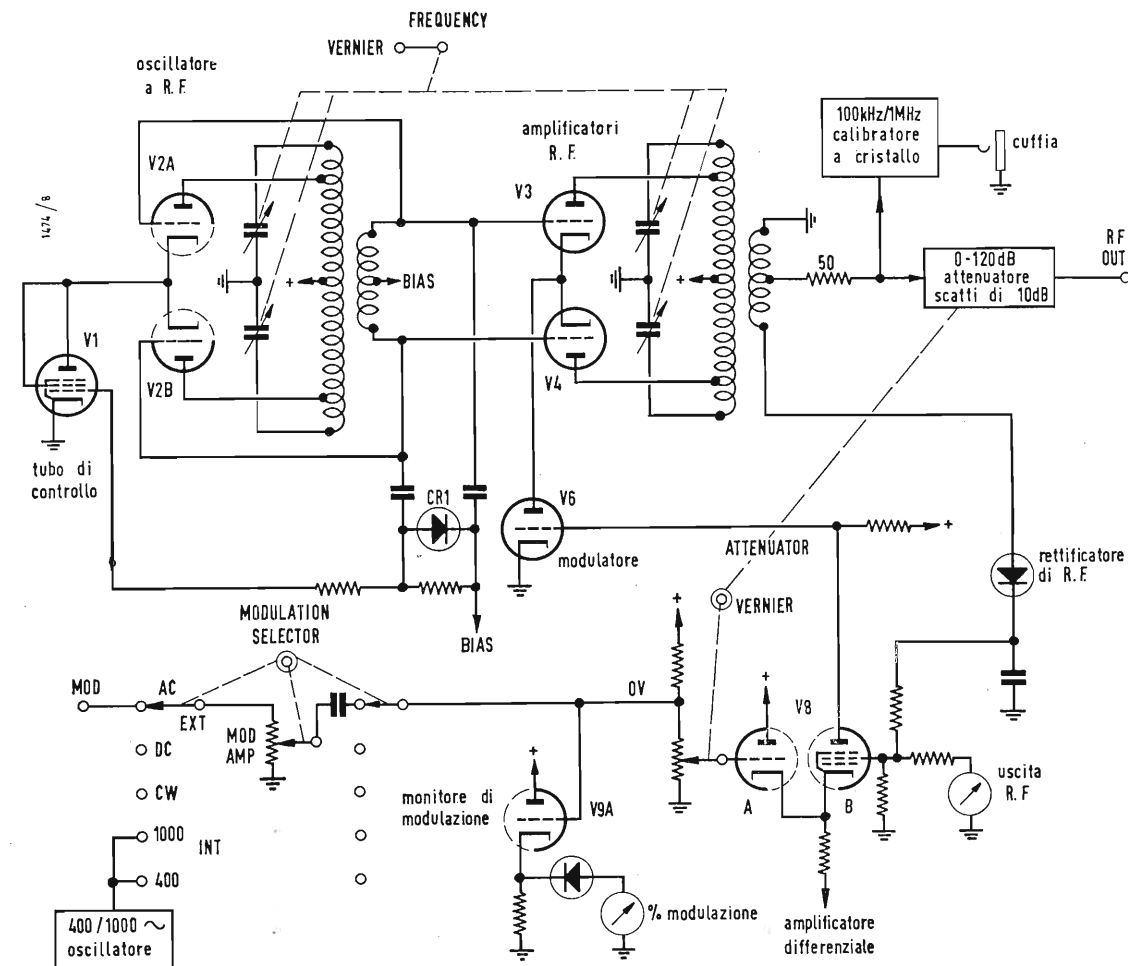 FREQUENCY
VERNIER
oscillatore
a R.F.
V2A
1474/8
V1
V2B
tubo di
controllo
+
BIAS
amplificatori
R.F.
V3
V4
+
100kHz/1MHz
calibratore
a cristallo
cuffia
50
RF
OUT
0-120dB
attenuatore
scatti di 10dB
CR1
BIAS
V6
modulatore
+
ATTENUATOR
VERNIER
rettificatore
di R.F.
MODULATION
SELECTOR
MOD
AC
EXT
MOD
AMP
DC
CW
1000
INT
400
400/1000 ~
oscillatore
+
0V
+
V8
A
B
uscita
R.F
+
monitore di
modulazione
V9A
% modulazione
amplificatore
differenziale